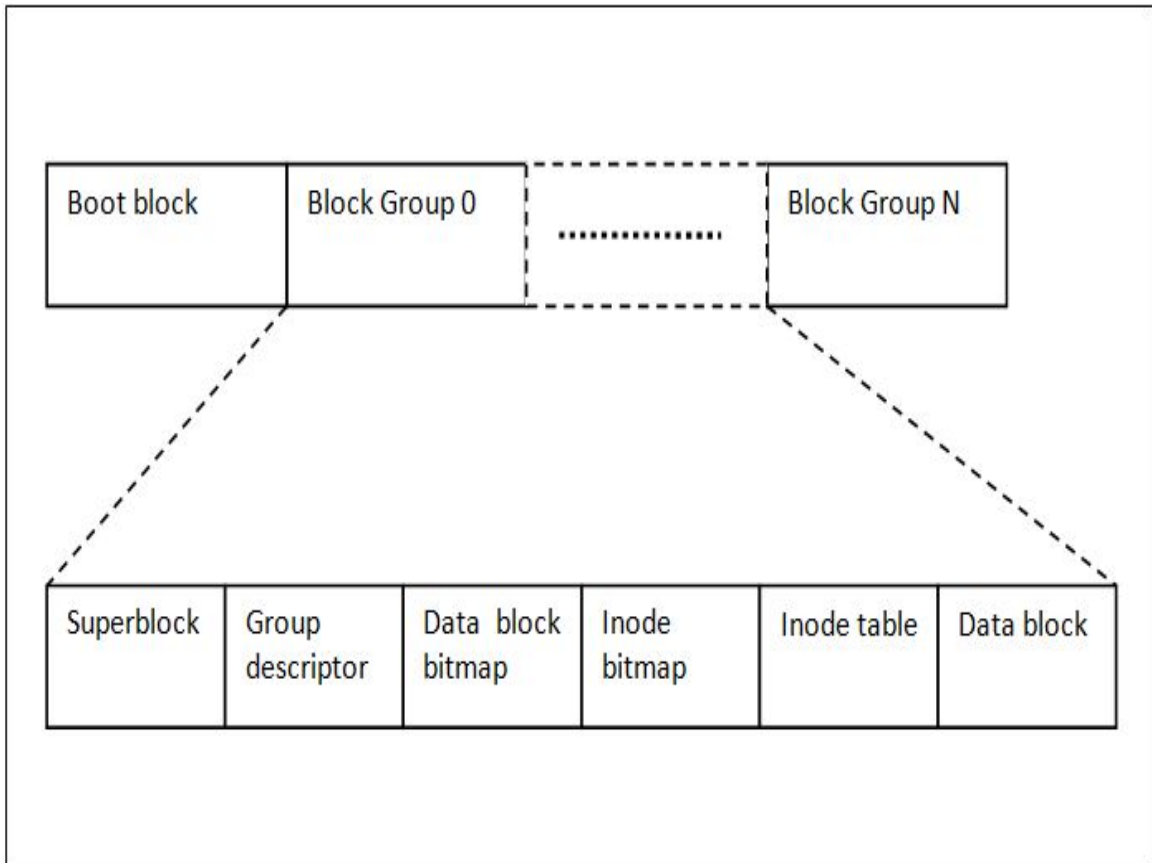 Boot block
Block Group 0
Block Group N
Superblock
Group
descriptor
Data block
bitmap
Inode
bitmap
Inode table
Data block